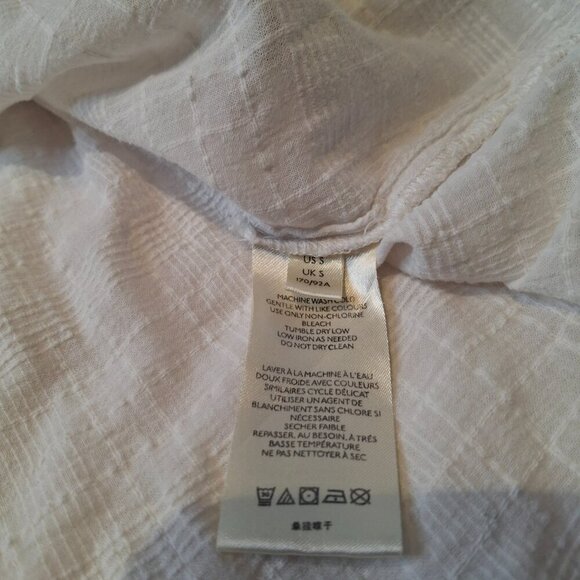 US S
UK S
170/92A
MACHINE WASH COLD
GENTLE WITH LIKE COLOURS
USE ONLY NON-CHLORINE
BLEACH
TUMBLE DRY LOW
LOW IRON AS NEEDED
DO NOT DRY CLEAN
LAVER À LA MACHINE À L'EAU
DOUX FROIDE AVEC COULEURS
SIMILAIRES CYCLE DÉLICAT
UTILISER UN AGENT DE
BLANCHIMENT SANS CHLORE SI
NÉCESSAIRE
SECHER FAIBLE
REPASSER, AU BESOIN, À TRÈS
BASSE TEMPÉRATURE
NE PAS NETTOYER À SEC